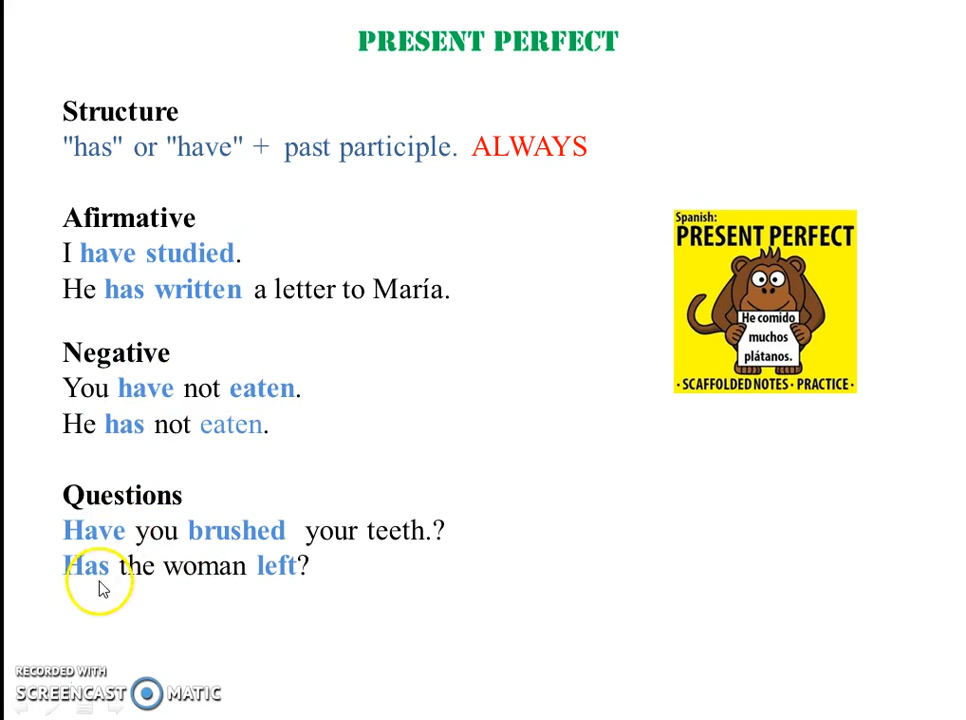 PRESENT PERFECT
Structure
"has" or "have" + past participle. ALWAYS
Afirmative
I have studied.
He has written a letter to María.
Negative
You have not eaten.
He has not eaten.
Questions
Have you brushed your teeth.?
Has the woman left?
Spanish:
PRESENT PERFECT
He comido
muchos
plátanos.
· SCAFFOLDED NOTES · PRACTICE ·
RECORDED WITH
SCREENCAST MATIC